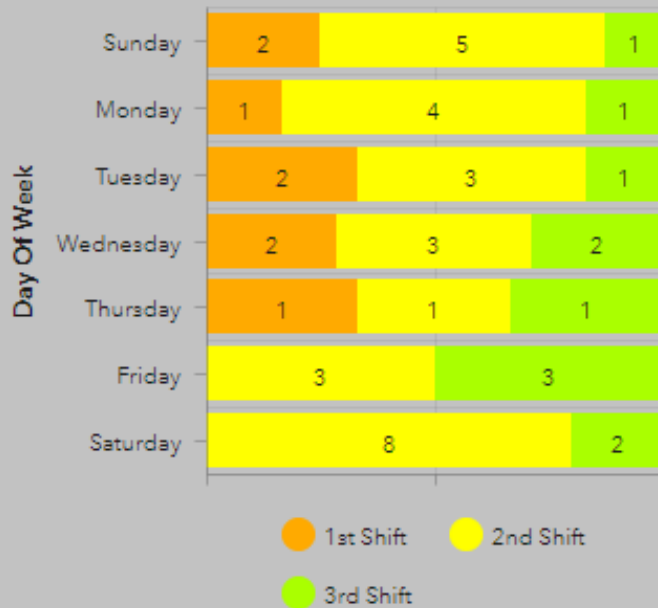 Day Of Week
Sunday 2 5 1
Monday 1 4 1
Tuesday 2 3 1
Wednesday 2 3 2
Thursday 1 1 1
Friday 3 3
Saturday 8 2
1st Shift 2nd Shift
3rd Shift